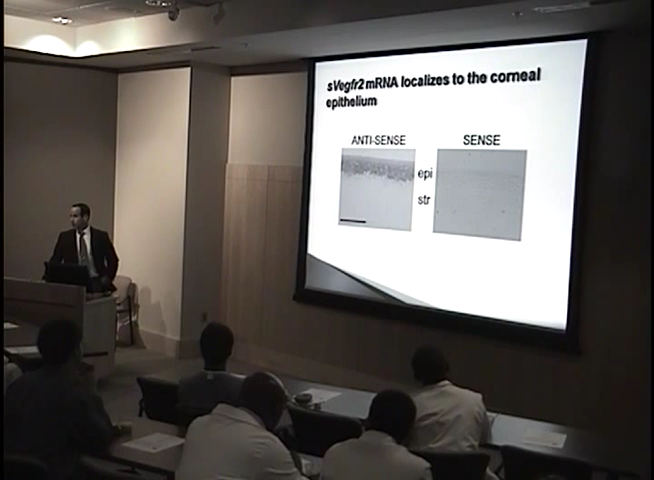 sVegfr2 mRNA localizes to the corneal
epithelium
ANTI-SENSE SENSE
epi
str